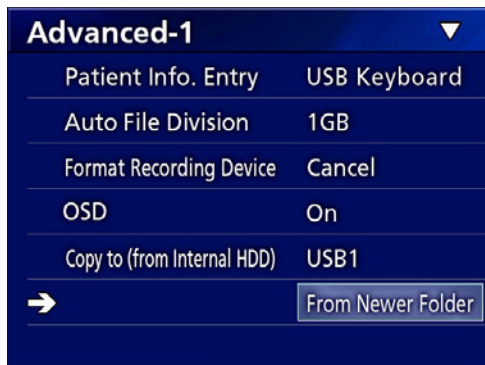 Advanced-1
Patient Info. Entry USB Keyboard
Auto File Division 1GB
Format Recording Device Cancel
OSD On
Copy to (from Internal HDD) USB1
From Newer Folder